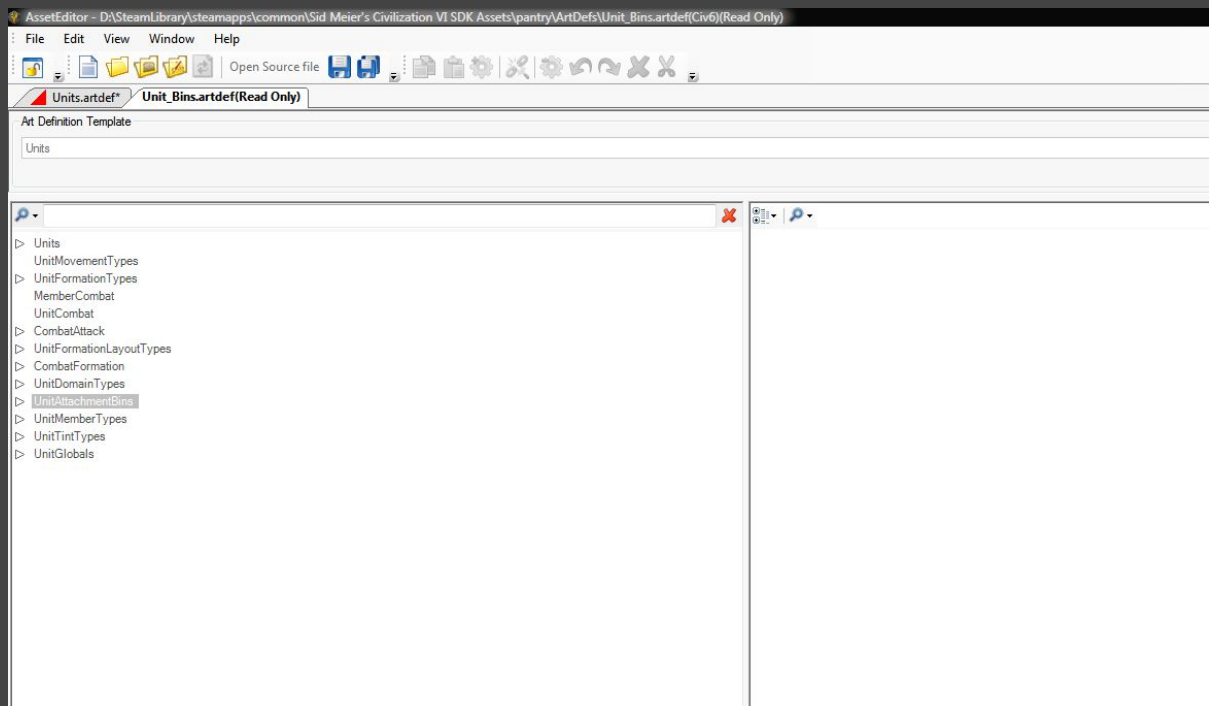 AssetEditor - D:\SteamLibrary\steamapps\common\Sid Meier's Civilization VI SDK Assets\pantry\ArtDefs\Unit_Bins.artdef(Civ6)(Read Only)
File Edit View Window Help
Open Source file
Units.artdef* Unit_Bins.artdef(Read Only)
Art Definition Template
Units
Units
UnitMovementTypes
UnitFormationTypes
MemberCombat
UnitCombat
CombatAttack
UnitFormationLayoutTypes
CombatFormation
UnitDomainTypes
UnitAttachmentBins
UnitMemberTypes
UnitTintTypes
UnitGlobals